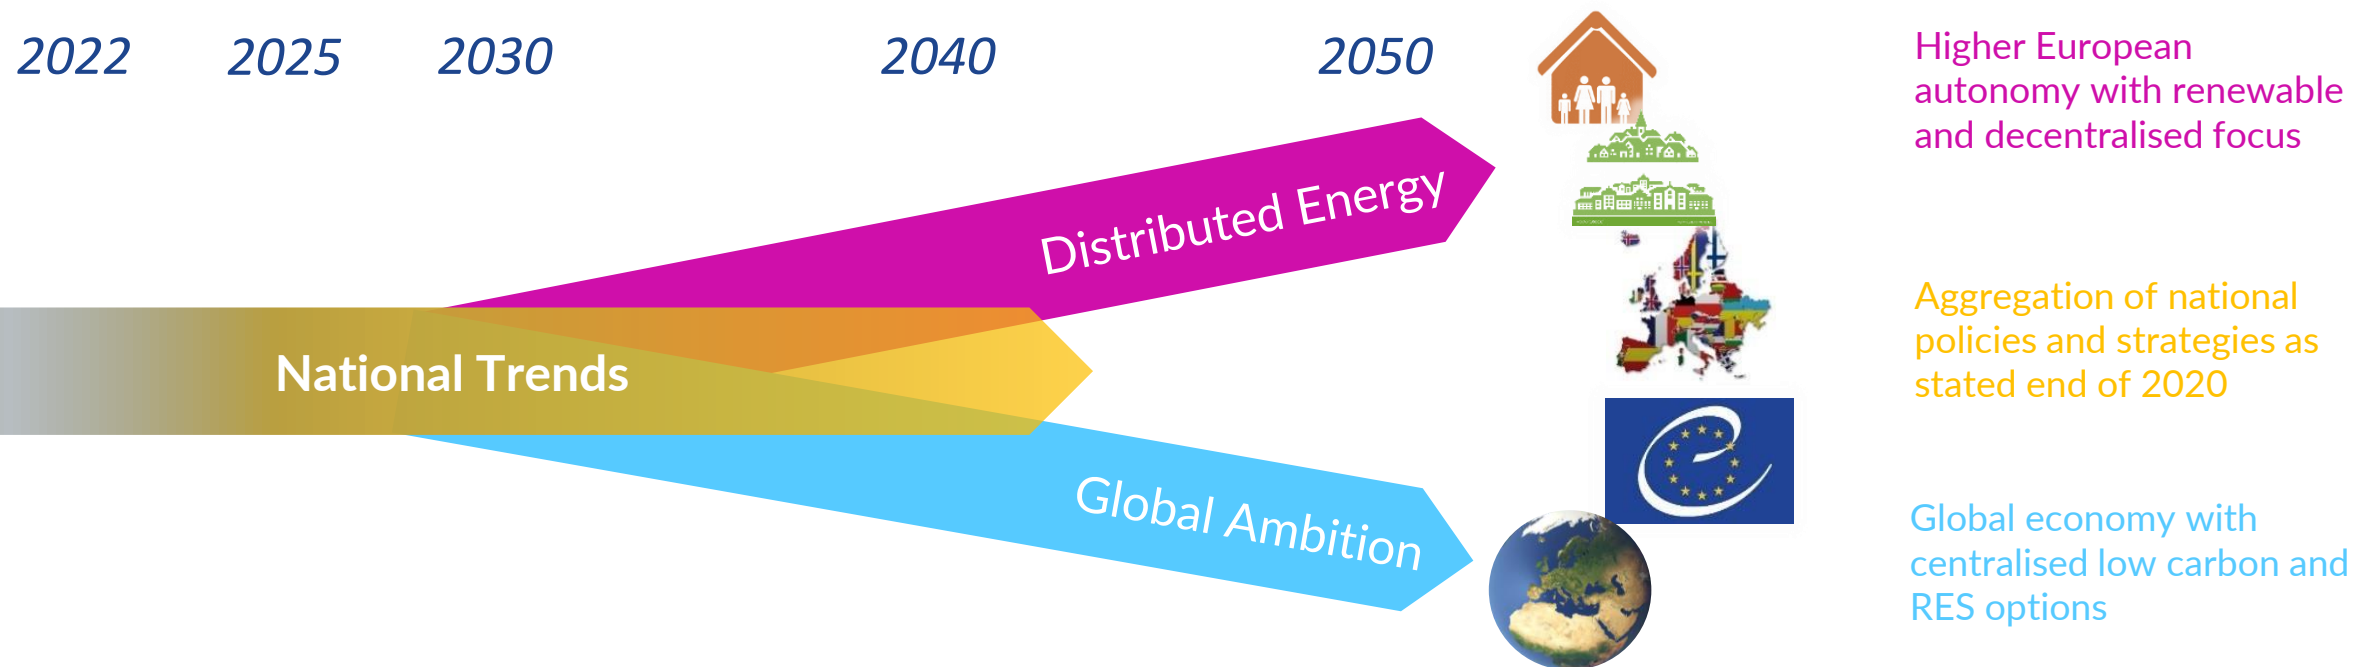 2022 2025 2030 2040 2050
Higher European
autonomy with renewable
and decentralised focus
Distributed Energy
National Trends
Aggregation of national
policies and strategies as
stated end of 2020
Global Ambition
Global economy with
centralised low carbon and
RES options